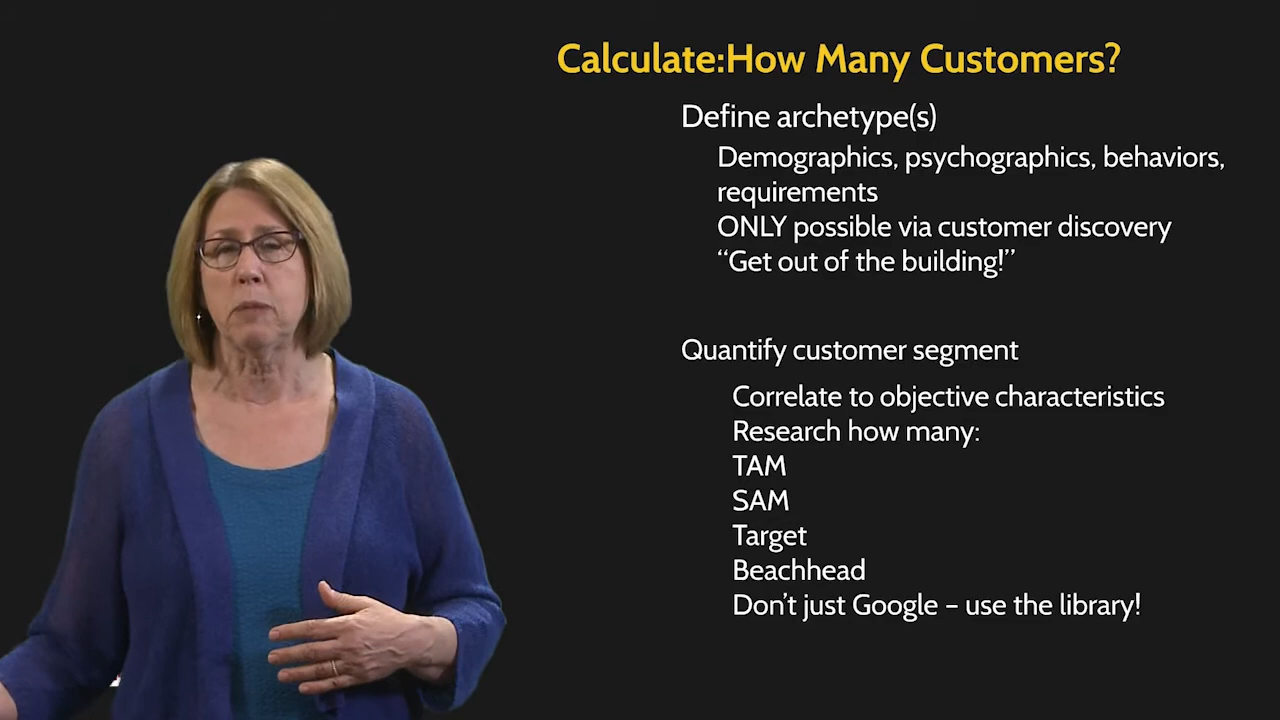 Calculate:How Many Customers?
Define archetype(s)
Demographics, psychographics, behaviors,
requirements
ONLY possible via customer discovery
“Get out of the building!”
Quantify customer segment
Correlate to objective characteristics
Research how many:
TAM
SAM
Target
Beachhead
Don’t just Google – use the library!